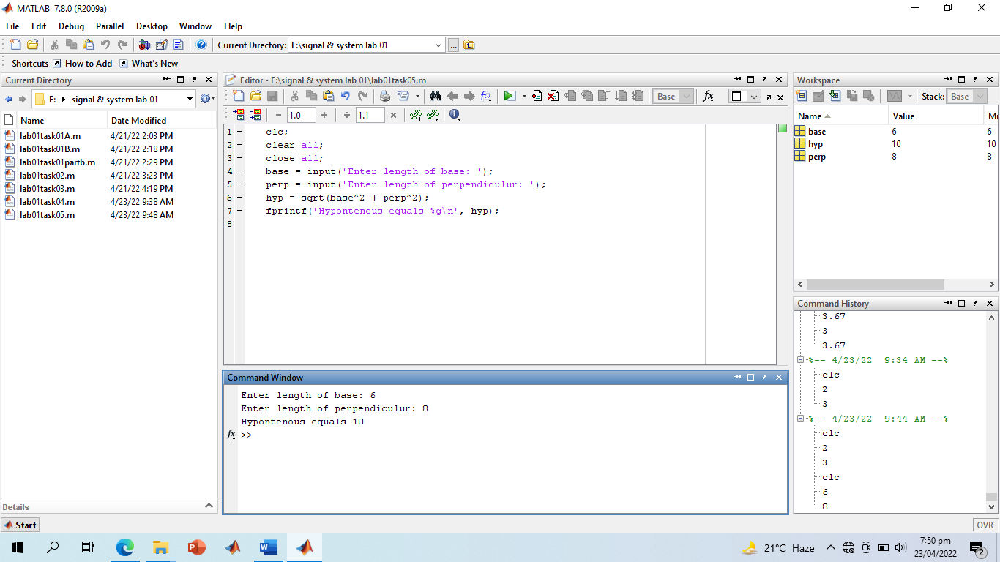 MATLAB 7.8.0 (R2009a)
File Edit Debug Parallel Desktop Window Help
Current Directory: F:\signal & system lab 01 ...
Shortcuts How to Add What's New
Current Directory
F: signal & system lab 01
Name Date Modified
lab01task01A.m 4/21/22 2:03 PM
lab01task01B.m 4/21/22 2:18 PM
lab01task01partb.m 4/21/22 2:29 PM
lab01task02.m 4/21/22 3:23 PM
lab01task03.m 4/21/22 4:19 PM
lab01task04.m 4/23/22 9:38 AM
lab01task05.m 4/23/22 9:48 AM
Details
Editor - F:\signal & system lab 01\lab01task05.m
Base fx
− 1.0 + ÷ 1.1 ×
1 – clc;
2 – clear all;
3 – close all;
4 – base = input('Enter length of base: ');
5 – perp = input('Enter length of perpendiculur: ');
6 – hyp = sqrt(base^2 + perp^2);
7 – fprintf('Hypontenous equals %g\n', hyp);
8
Command Window
Enter length of base: 6
Enter length of perpendiculur: 8
Hypontenous equals 10
fx >>
Workspace
Stack: Base
Name Value Mi
base 6 6
hyp 10 10
perp 8 8
Command History
3.67
3
3.67
%-- 4/23/22 9:34 AM --%
clc
2
3
%-- 4/23/22 9:44 AM --%
clc
2
3
clc
6
8
Start
OVR
21°C Haze
7:50 pm
23/04/2022
2